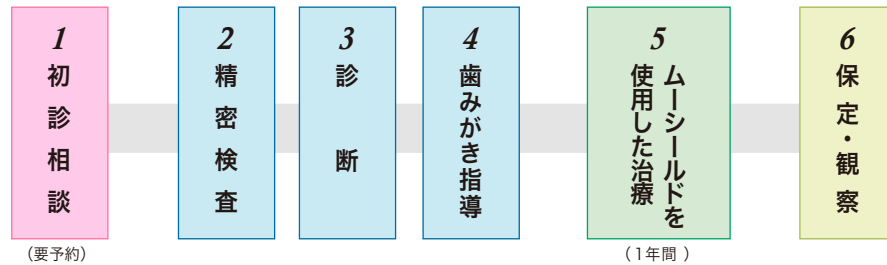 1
初診相談
(要予約)
2
精密検査
3
診断
4
歯みがき指導
5
ムーシールドを
使用した治療
(1年間)
6
保定・観察